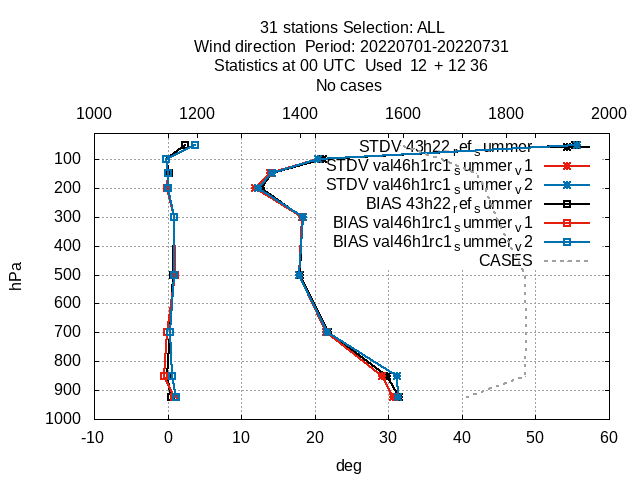 31 stations Selection: ALL
Wind direction  Period: 20220701-20220731
Statistics at 00 UTC  Used  12  + 12 36
No cases
1000 1200 1400 1600 1800 2000
STDV 43h22_ref_summer
STDV val46h1rc1_summer_v1
STDV val46h1rc1_summer_v2
BIAS 43h22_ref_summer
BIAS val46h1rc1_summer_v1
BIAS val46h1rc1_summer_v2
CASES
100
200
300
400
500
600
700
800
900
1000
hPa
-10 0 10 20 30 40 50 60
deg